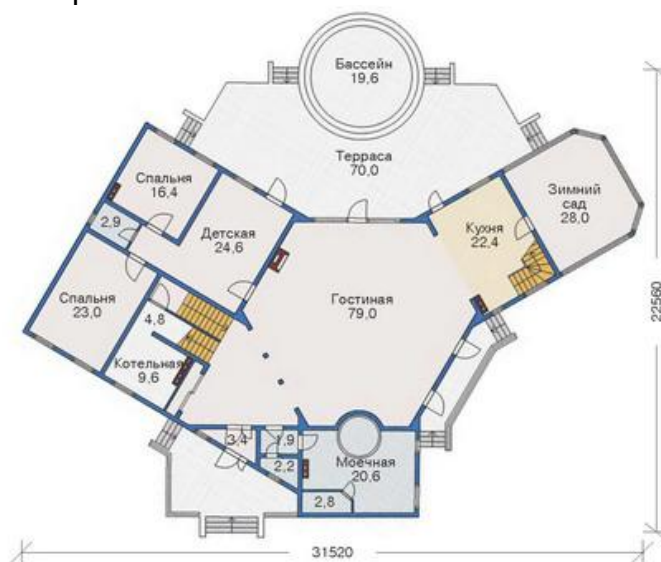 Бассейн
19,6
Терраса
70,0
Спальня
16,4
Зимний
сад
28,0
2,9
Детская
24,6
Кухня
22,4
Спальня
23,0
Гостиная
79,0
4,8
Котельная
9,6
3,4
1,9
2,2
Моечная
20,6
2,8
22560
31520